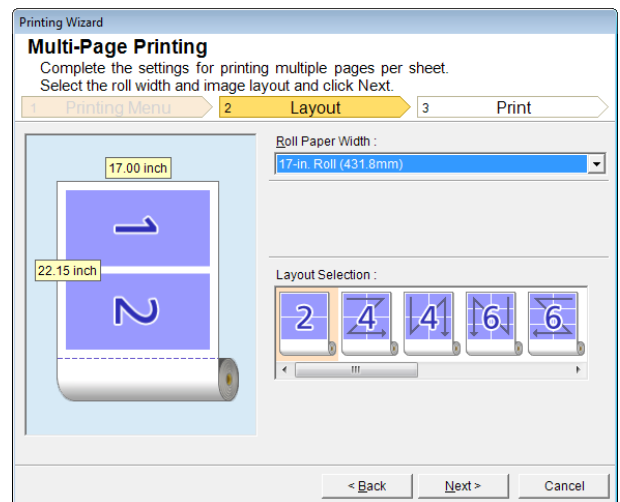 Printing Wizard
Multi-Page Printing
Complete the settings for printing multiple pages per sheet.
Select the roll width and image layout and click Next.
1 Printing Menu 2 Layout 3 Print
Roll Paper Width :
17-in. Roll (431.8mm)
17.00 inch
1
22.15 inch
2
Layout Selection :
2 4 4 6 6
< Back Next > Cancel